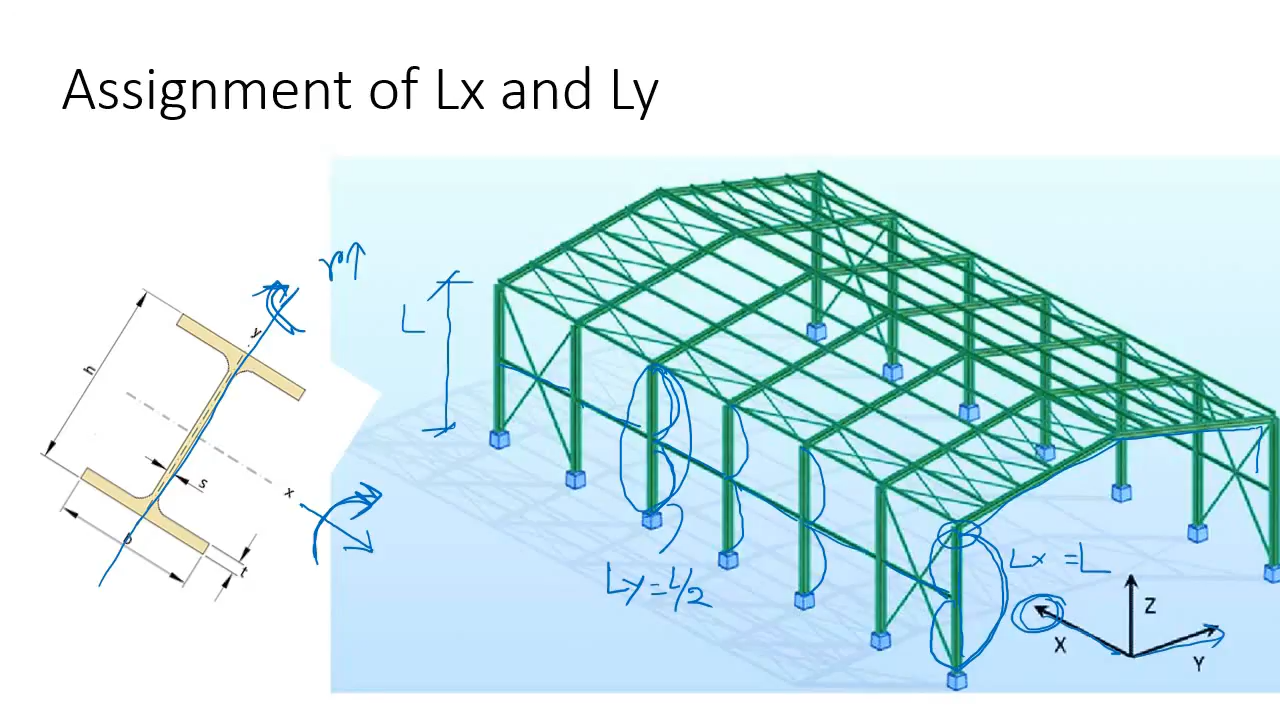 Assignment of Lx and Ly
r↑
y
L
h
x
s
b
t
Ly = L/2
Lx = L
Z
X
Y